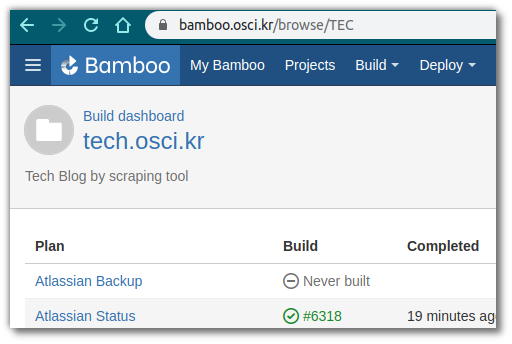 bamboo.osci.kr/browse/TEC
Bamboo My Bamboo Projects Build Deploy
Build dashboard
tech.osci.kr
Tech Blog by scraping tool
Plan Build Completed
Atlassian Backup Never built
Atlassian Status #6318 19 minutes ago